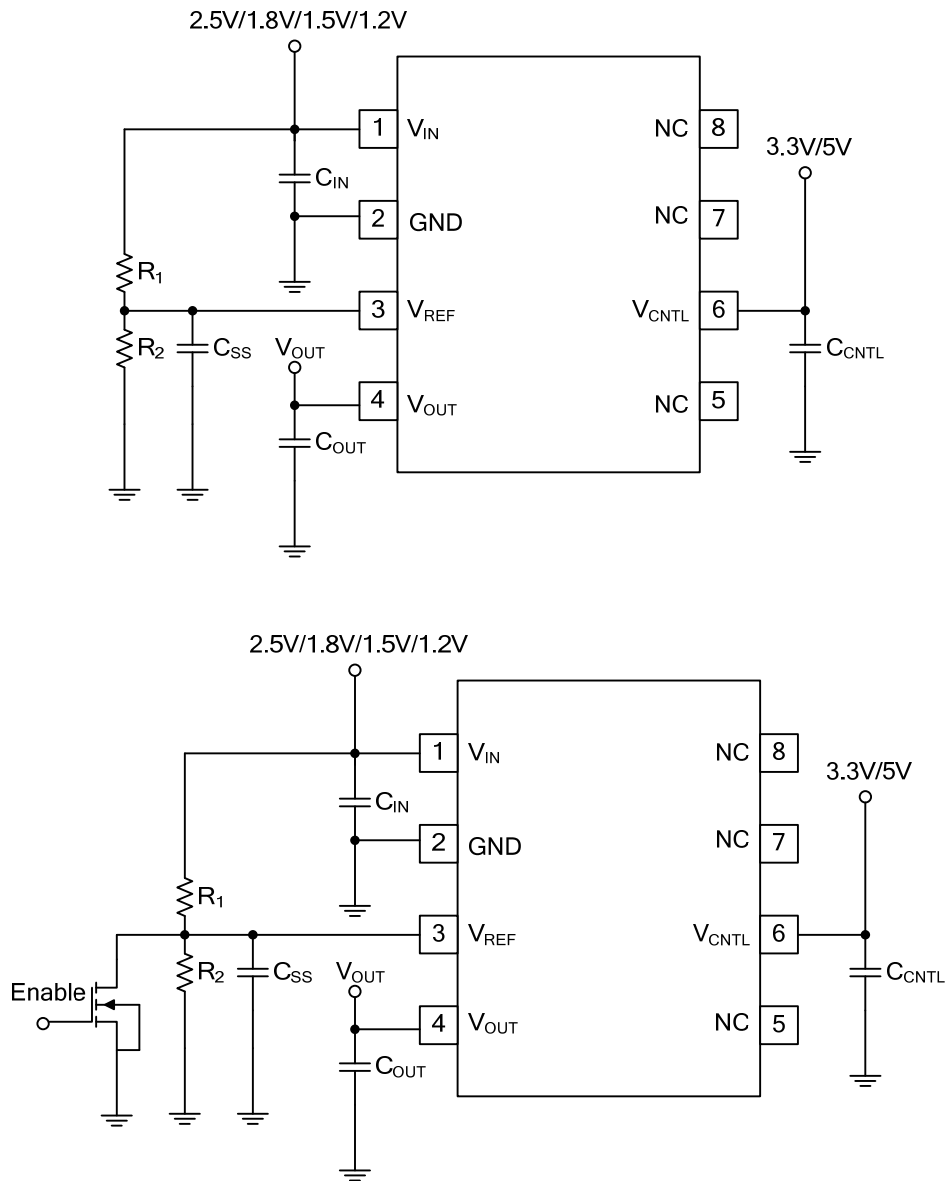 2.5V/1.8V/1.5V/1.2V
1 VIN NC 8
3.3V/5V
CIN
2 GND NC 7
R1
3 VREF VCNTL 6
R2 CSS VOUT CCNTL
4 VOUT NC 5
COUT
2.5V/1.8V/1.5V/1.2V
1 VIN NC 8
3.3V/5V
CIN
2 GND NC 7
R1
3 VREF VCNTL 6
R2 CSS VOUT CCNTL
Enable
4 VOUT NC 5
COUT